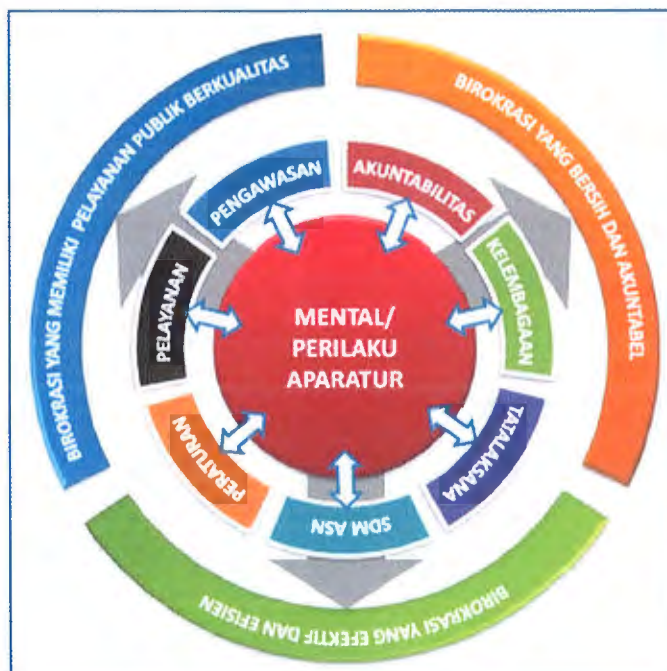 BIROKRASI YANG MEMILIKI PELAYANAN PUBLIK BERKUALITAS
BIROKRASI YANG BERSIH DAN AKUNTABEL
BIROKRASI YANG EFEKTIF DAN EFISIEN
PENGAWASAN
AKUNTABILITAS
KELEMBAGAAN
TATALAKSANA
SDM ASN
PERATURAN
PELAYANAN
MENTAL/
PERILAKU
APARATUR